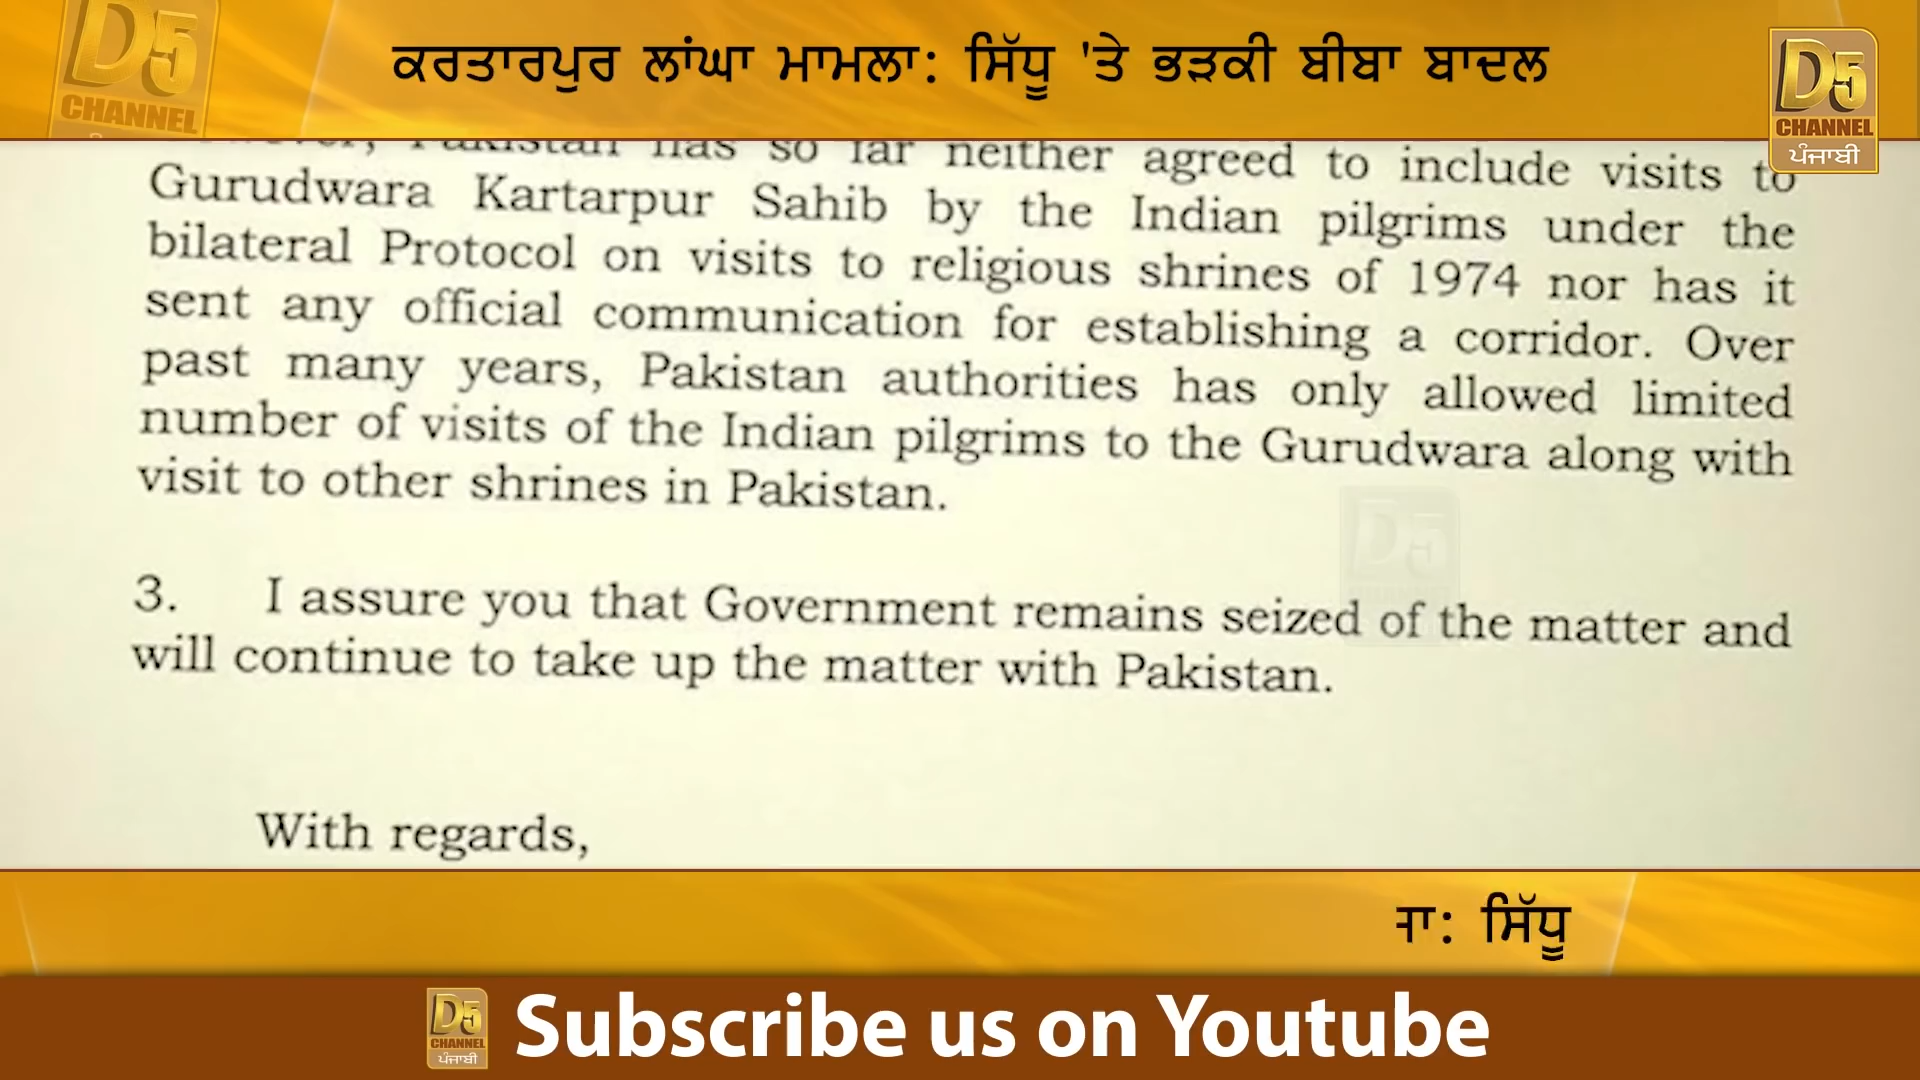 D5
CHANNEL
ਕਰਤਾਰਪੁਰ ਲਾਂਘਾ ਮਾਮਲਾ: ਸਿੱਧੂ 'ਤੇ ਭੜਕੀ ਬੀਬਾ ਬਾਦਲ
D5
CHANNEL
ਪੰਜਾਬੀ
Pakistan has so far neither agreed to include visits to
Gurudwara Kartarpur Sahib by the Indian pilgrims under the
bilateral Protocol on visits to religious shrines of 1974 nor has it
sent any official communication for establishing a corridor. Over
past many years, Pakistan authorities has only allowed limited
number of visits of the Indian pilgrims to the Gurudwara along with
visit to other shrines in Pakistan.
D5
3. I assure you that Government remains seized of the matter and
will continue to take up the matter with Pakistan.
With regards,
ਸਿੱਧੂ
D5
CHANNEL
ਪੰਜਾਬੀ
Subscribe us on Youtube